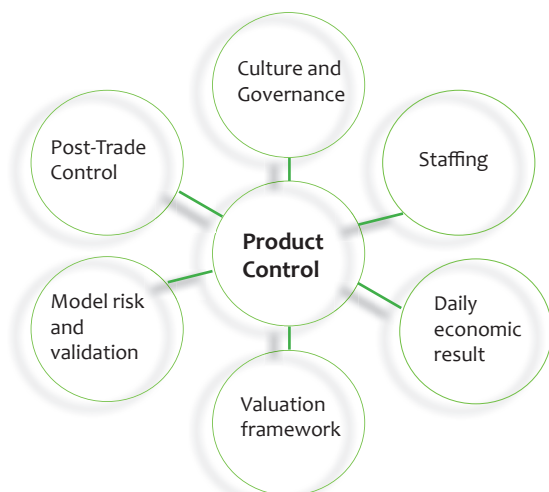 Culture and
Governance
Post-Trade
Control
Staffing
Product
Control
Model risk
and
validation
Daily
economic
result
Valuation
framework